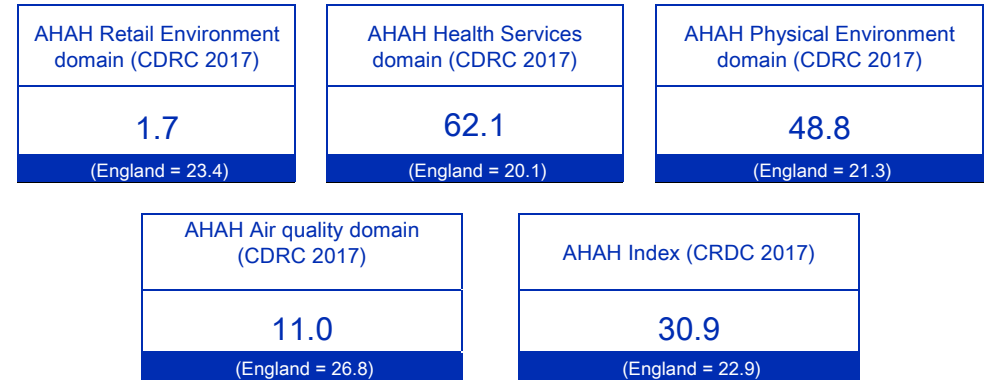 AHAH Retail Environment
domain (CDRC 2017)
1.7
(England = 23.4)
AHAH Health Services
domain (CDRC 2017)
62.1
(England = 20.1)
AHAH Physical Environment
domain (CDRC 2017)
48.8
(England = 21.3)
AHAH Air quality domain
(CDRC 2017)
11.0
(England = 26.8)
AHAH Index (CRDC 2017)
30.9
(England = 22.9)